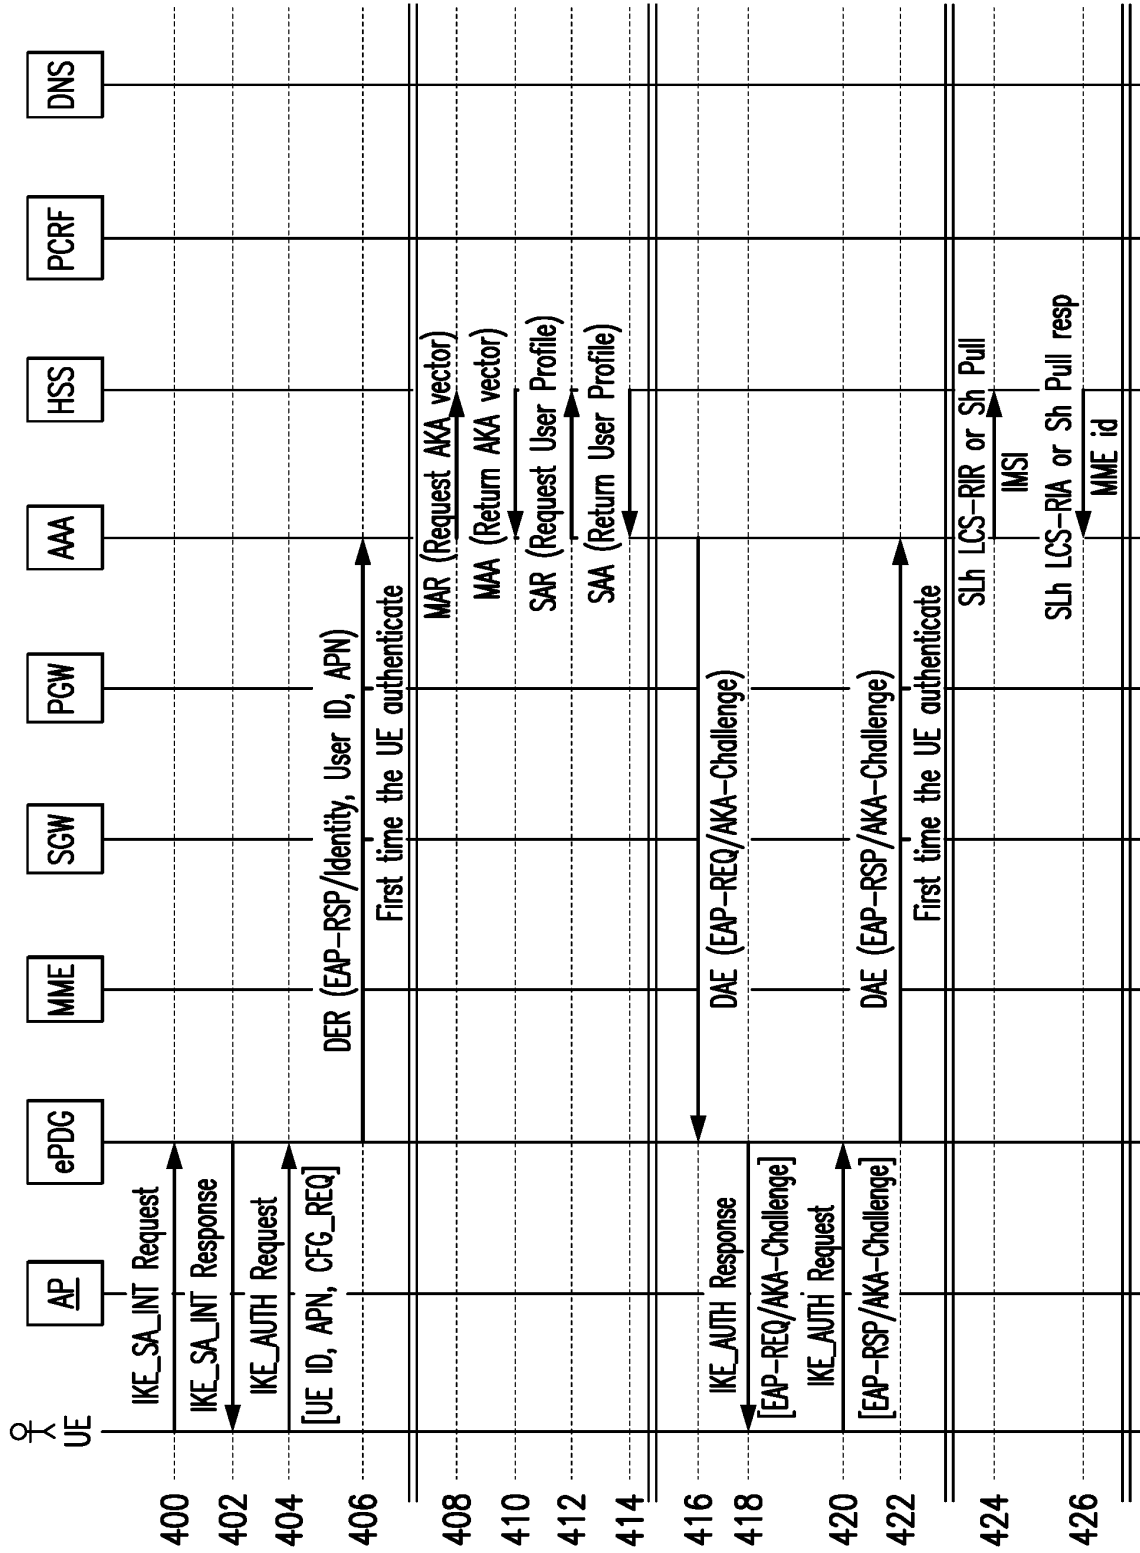 UE
AP
ePDG
MME
SGW
PGW
AAA
HSS
PCRF
DNS
400
IKE_SA_INT Request
402
IKE_SA_INT Response
404
IKE_AUTH Request
[UE ID, APN, CFG_REQ]
406
DER (EAP-RSP/Identity, User ID, APN)
First time the UE authenticate
408
MAR (Request AKA vector)
410
MAA (Return AKA vector)
412
SAR (Request User Profile)
414
SAA (Return User Profile)
416
DAE (EAP-REQ/AKA-Challenge)
418
IKE_AUTH Response
[EAP-REQ/AKA-Challenge]
420
IKE_AUTH Request
[EAP-RSP/AKA-Challenge]
422
DAE (EAP-RSP/AKA-Challenge)
First time the UE authenticate
424
SLh LCS-RIR or Sh Pull
IMSI
426
SLh LCS-RIA or Sh Pull resp
MME id